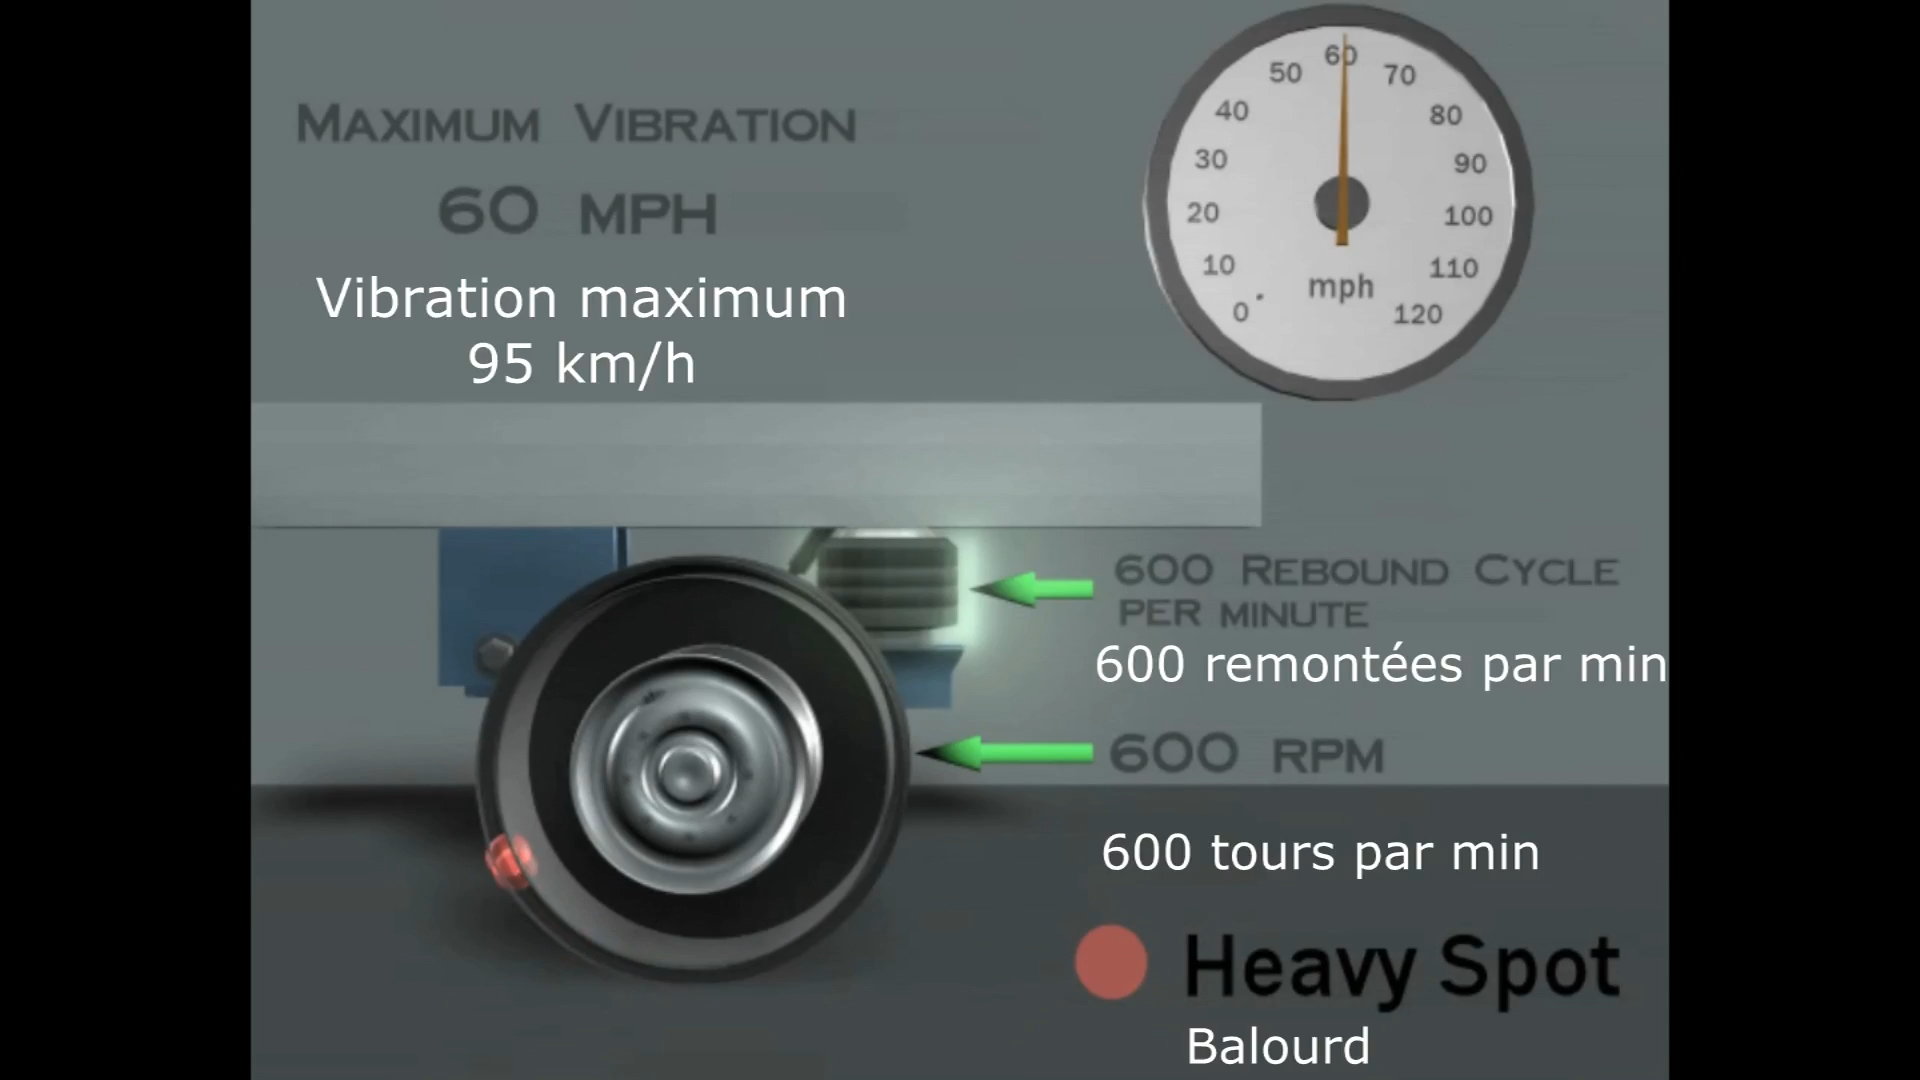 MAXIMUM VIBRATION
60 MPH
Vibration maximum
95 km/h
0
10
20
30
40
50
60
70
80
90
100
110
120
mph
600 REBOUND CYCLE
PER MINUTE
600 remontées par min
600 RPM
600 tours par min
Heavy Spot
Balourd